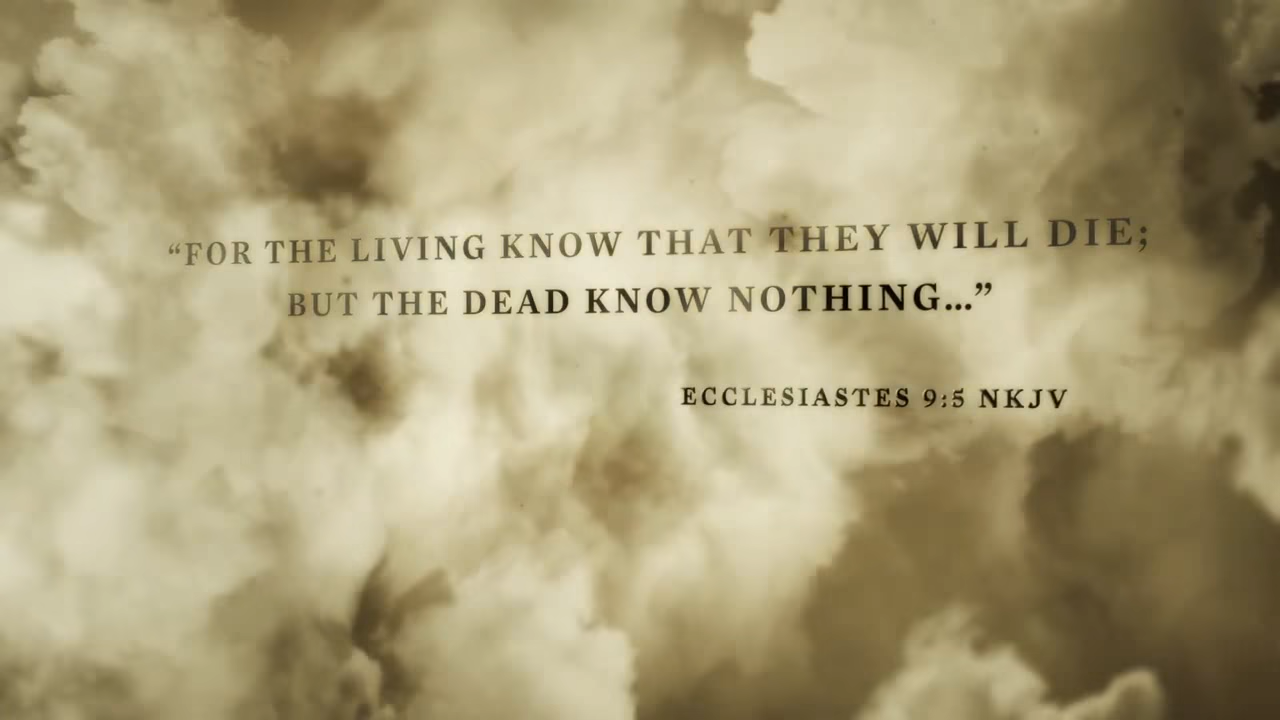 “FOR THE LIVING KNOW THAT THEY WILL DIE;
BUT THE DEAD KNOW NOTHING...”
ECCLESIASTES 9:5 NKJV